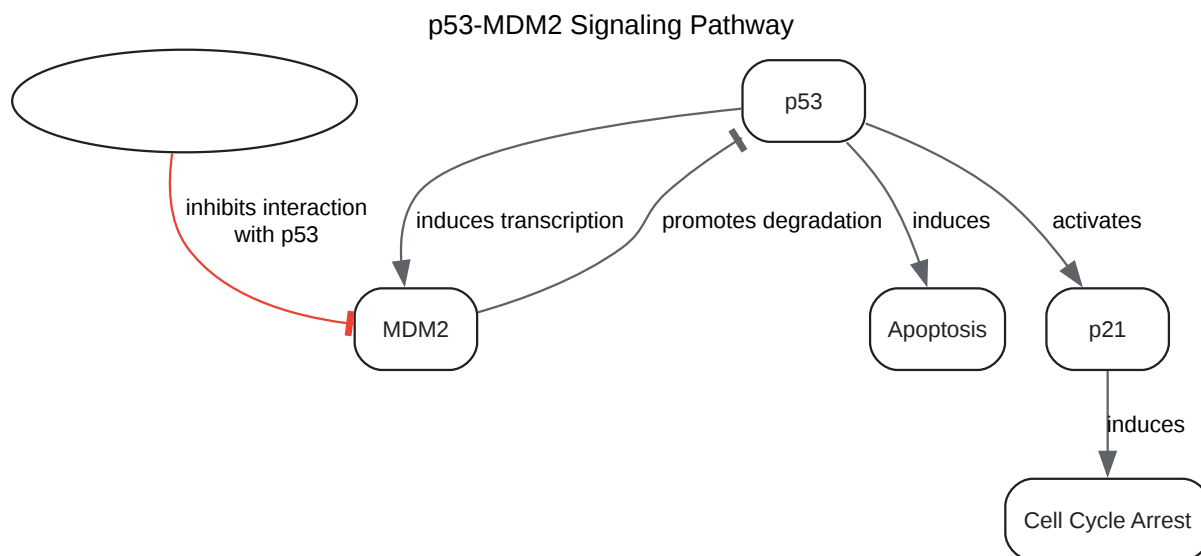 p53-MDM2 Signaling Pathway
p53
inhibits interaction
with p53
induces transcription
promotes degradation
induces
activates
MDM2
Apoptosis
p21
induces
Cell Cycle Arrest